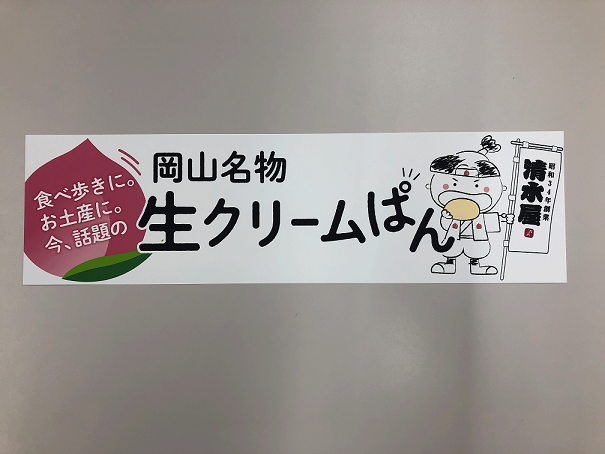 食べ歩きに。
お土産に。
今、話題の
岡山名物
生クリームぱん
昭和34年創業
清水屋